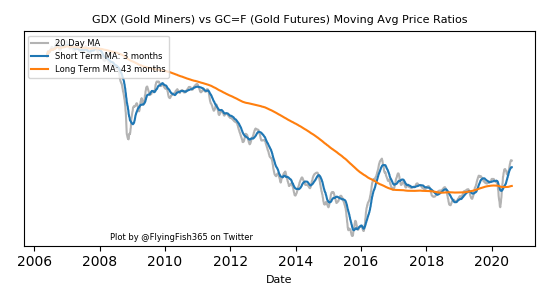 GDX (Gold Miners) vs GC=F (Gold Futures) Moving Avg Price Ratios
20 Day MA
Short Term MA: 3 months
Long Term MA: 43 months
Plot by @FlyingFish365 on Twitter
2006 2008 2010 2012 2014 2016 2018 2020
Date